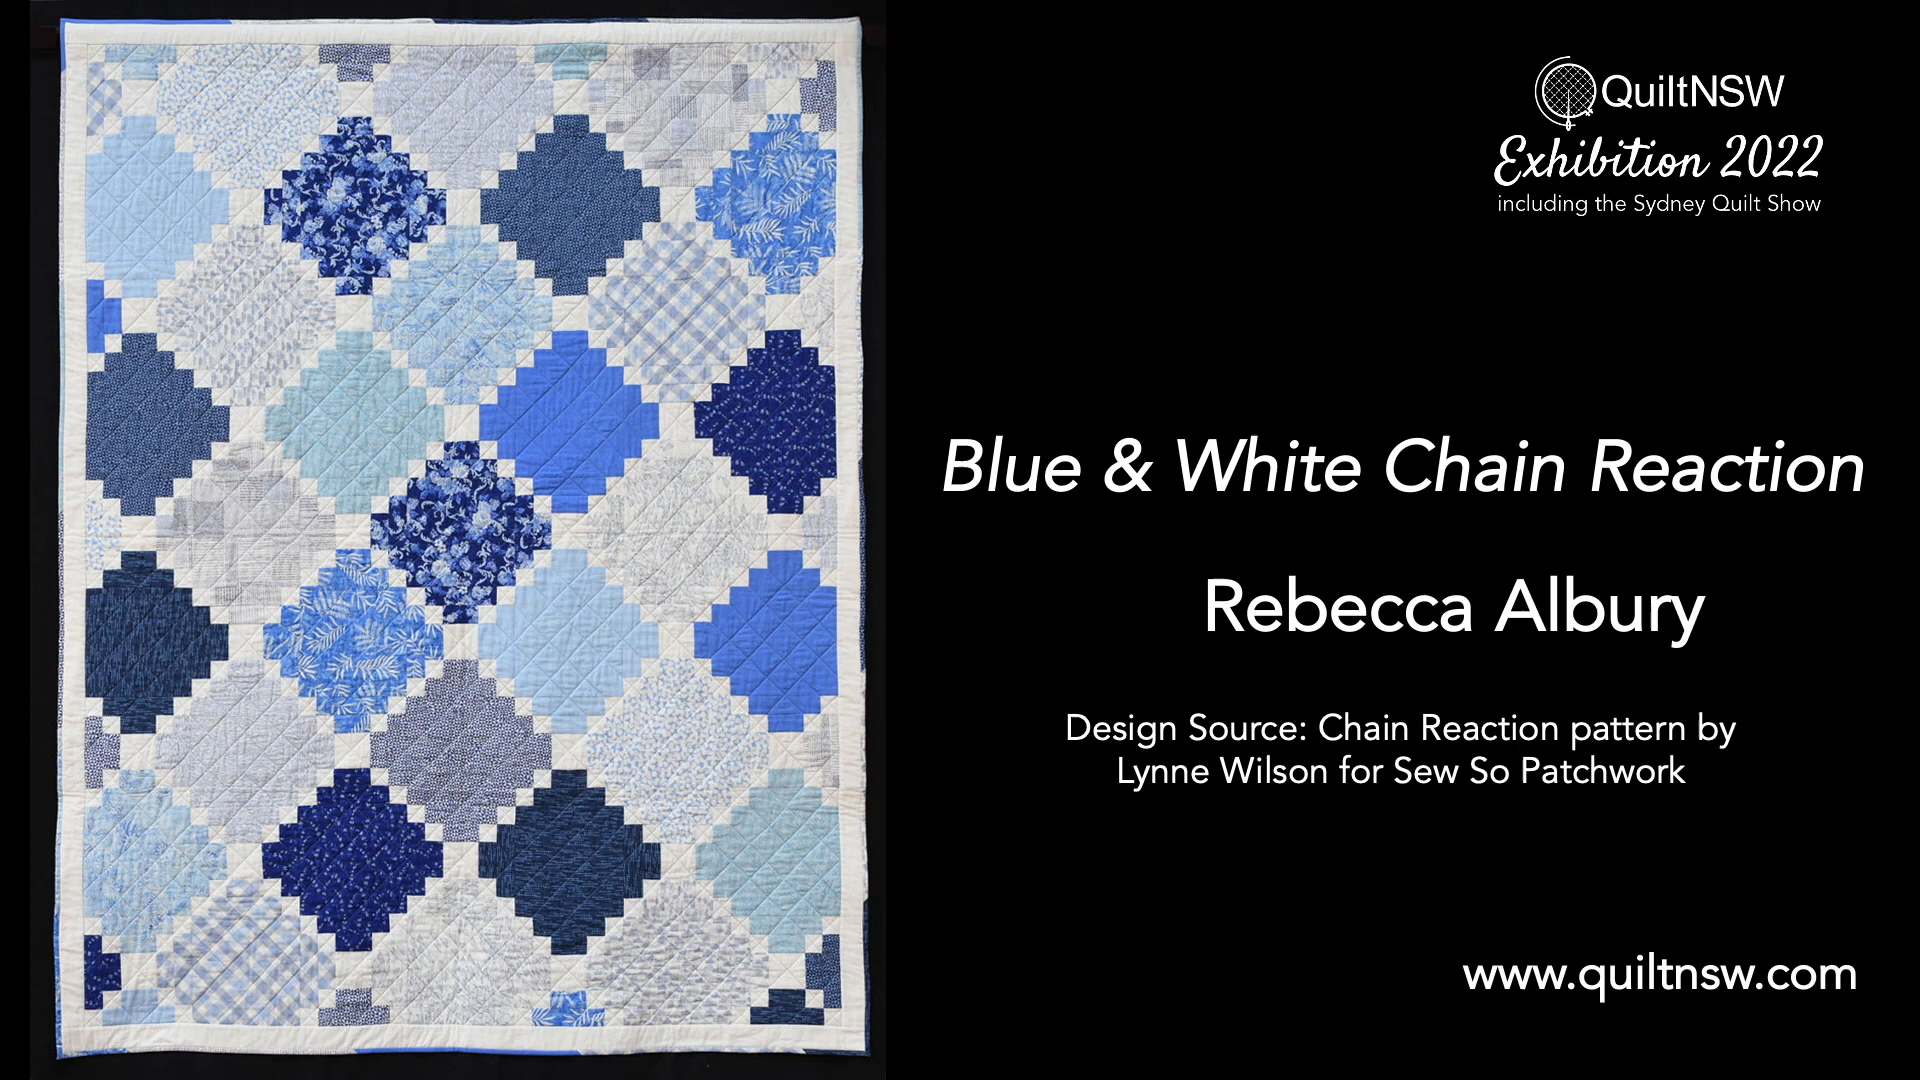 QuiltNSW
Exhibition 2022
including the Sydney Quilt Show
Blue & White Chain Reaction
Rebecca Albury
Design Source: Chain Reaction pattern by
Lynne Wilson for Sew So Patchwork
www.quiltnsw.com